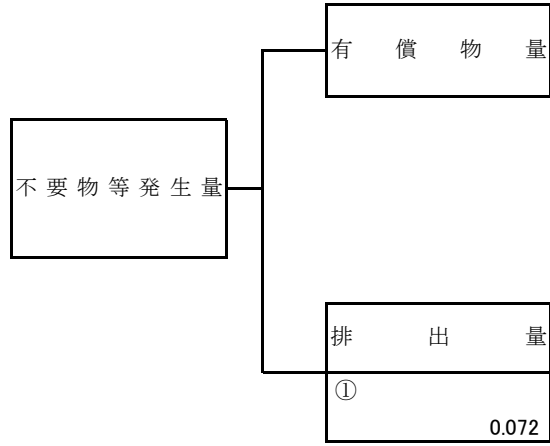 有償物量
不要物等発生量
排出量
①
0.072